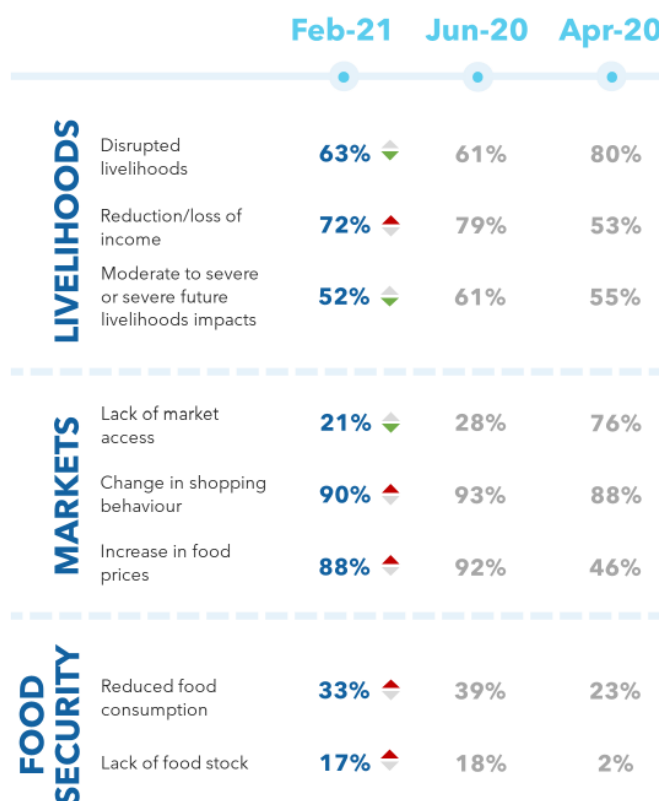 Feb-21 Jun-20 Apr-20
LIVELIHOODS
Disrupted
livelihoods
63% 61% 80%
Reduction/loss of
income
72% 79% 53%
Moderate to severe
or severe future
livelihoods impacts
52% 61% 55%
MARKETS
Lack of market
access
21% 28% 76%
Change in shopping
behaviour
90% 93% 88%
Increase in food
prices
88% 92% 46%
FOOD
SECURITY
Reduced food
consumption
33% 39% 23%
Lack of food stock
17% 18% 2%